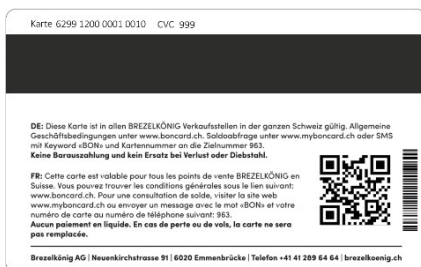 Karte 6299 1200 0001 0010 CVC 999
DE: Diese Karte ist in allen BREZELKÖNIG Verkaufsstellen in der ganzen Schweiz gültig. Allgemeine
Geschäftsbedingungen unter www.boncard.ch. Saldoabfrage unter www.myboncard.ch oder SMS
mit Keyword «BON» und Kartennummer an die Zielnummer 963.
Keine Barauszahlung und kein Ersatz bei Verlust oder Diebstahl.
FR: Cette carte est valable pour tous les points de vente BREZELKÖNIG en
Suisse. Vous pouvez trouver les conditions générales sous le lien suivant:
www.boncard.ch. Pour une consultation de solde, visiter la site web
www.myboncard.ch ou envoyer un message avec le mot «BON» et votre
numéro de carte au numéro de téléphone suivant: 963.
Aucun paiement en liquide. En cas de perte ou de vols, la carte ne sera
pas remplacée.
Brezelkönig AG | Neuenkirchstrasse 91 | 6020 Emmenbrücke | Telefon +41 41 289 64 64 | brezelkoenig.ch